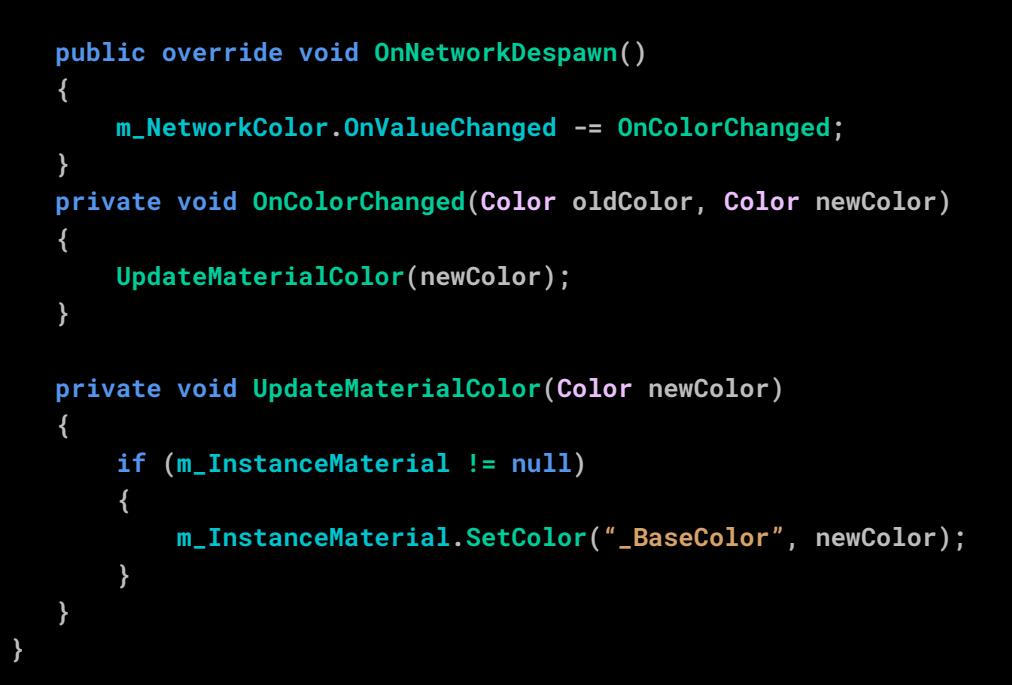 public override void OnNetworkDespawn()
{
m_NetworkColor.OnValueChanged -= OnColorChanged;
}
private void OnColorChanged(Color oldColor, Color newColor)
{
UpdateMaterialColor(newColor);
}
private void UpdateMaterialColor(Color newColor)
{
if (m_InstanceMaterial != null)
{
m_InstanceMaterial.SetColor(“_BaseColor”, newColor);
}
}
}